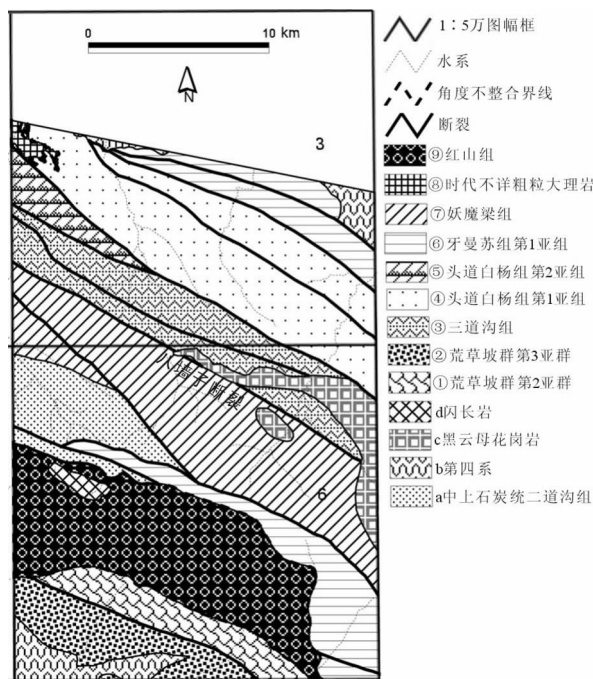 0 10 km
N
3
八墙子断裂
6
1：5万图幅框
水系
角度不整合界线
断裂
⑨红山组
⑧时代不详粗粒大理岩
⑦妖魔梁组
⑥牙曼苏组第1亚组
⑤头道白杨组第2亚组
④头道白杨组第1亚组
③三道沟组
②荒草坡群第3亚群
①荒草坡群第2亚群
d闪长岩
c黑云母花岗岩
b第四系
a中上石炭统二道沟组